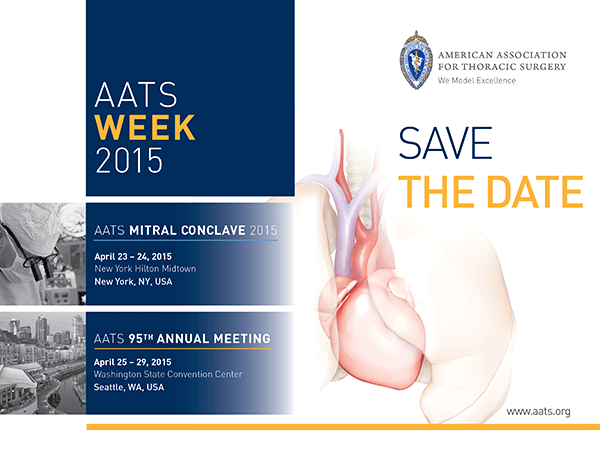 AATS
WEEK
2015
AMERICAN ASSOCIATION
FOR THORACIC SURGERY
We Model Excellence
SAVE
THE DATE
AATS MITRAL CONCLAVE 2015
April 23 – 24, 2015
New York Hilton Midtown
New York, NY, USA
AATS 95TH ANNUAL MEETING
April 25 – 29, 2015
Washington State Convention Center
Seattle, WA, USA
www.aats.org